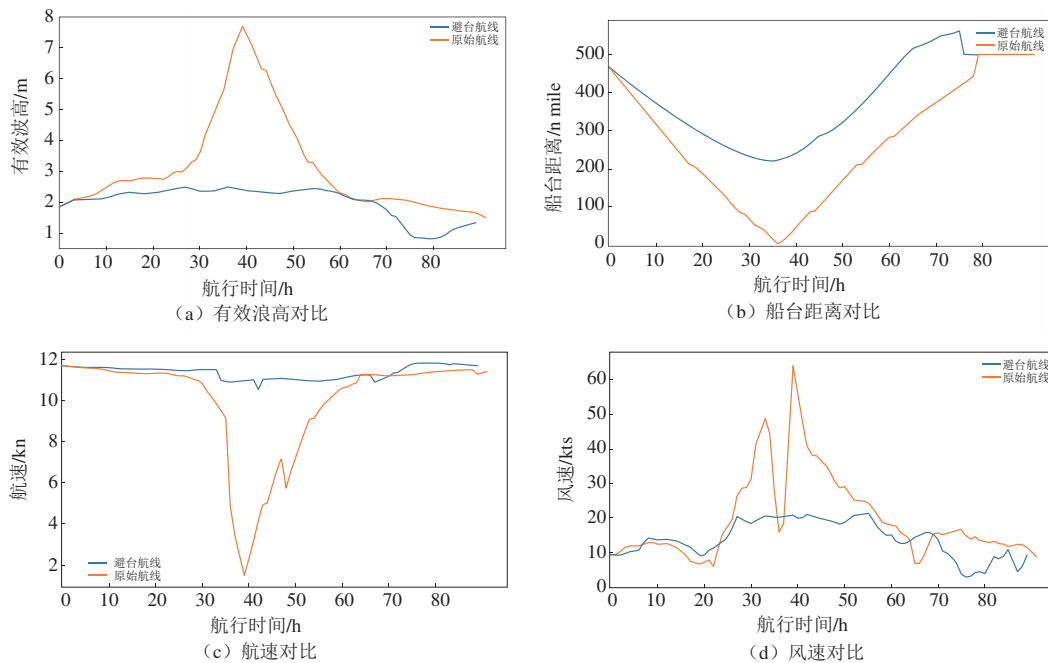 8
7
6
5
4
3
2
1
有效波高/m
避台航线
原始航线
0 10 20 30 40 50 60 70 80
航行时间/h
(a) 有效浪高对比
500
400
300
200
100
0
船台距离/n mile
避台航线
原始航线
0 10 20 30 40 50 60 70 80
航行时间/h
(b) 船台距离对比
12
10
8
6
4
2
航速/kn
避台航线
原始航线
0 10 20 30 40 50 60 70 80
航行时间/h
(c) 航速对比
60
50
40
30
20
10
0
风速/kts
避台航线
原始航线
0 10 20 30 40 50 60 70 80
航行时间/h
(d) 风速对比